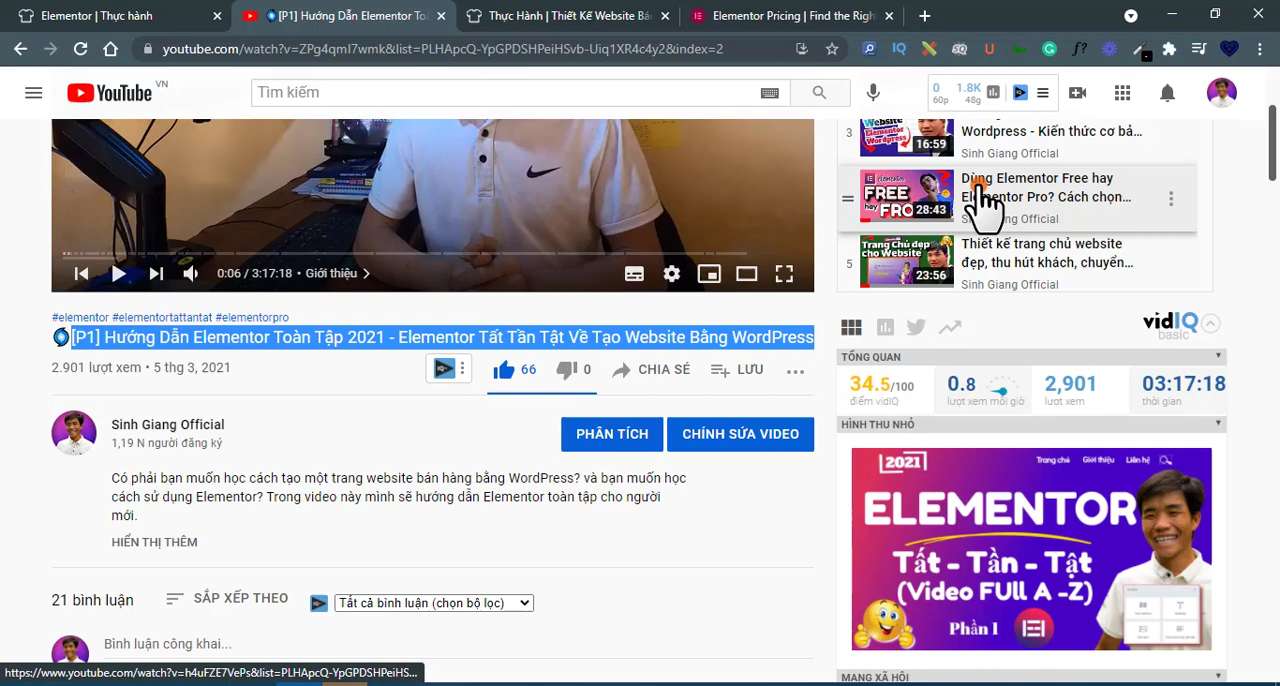 Elementor | Thực hành
[P1] Hướng Dẫn Elementor To
Thực Hành | Thiết Kế Website Bá
Elementor Pricing | Find the Righ
youtube.com/watch?v=ZPg4qmI7wmk&list=PLHApcQ-YpGPDSHPeiHSvb-Uiq1XR4c4y2&index=2
YouTube VN
Tìm kiếm
0
60p
1.8K
48g
3
16:59
Wordpress - Kiến thức cơ bả...
Sinh Giang Official
FREE
hay
28:43
Dùng Elementor Free hay
Elementor Pro? Cách chọn...
Giang Official
5
Trang Chủ đẹp
cho Website
23:56
Thiết kế trang chủ website
đẹp, thu hút khách, chuyển...
Sinh Giang Official
0:06 / 3:17:18 • Giới thiệu
#elementor #elementortattantat #elementorpro
[P1] Hướng Dẫn Elementor Toàn Tập 2021 - Elementor Tất Tần Tật Về Tạo Website Bằng WordPress
2.901 lượt xem • 5 thg 3, 2021
66
0
CHIA SẺ
LƯU
Sinh Giang Official
1,19 N người đăng ký
PHÂN TÍCH
CHỈNH SỬA VIDEO
Có phải bạn muốn học cách tạo một trang website bán hàng bằng WordPress? và bạn muốn học
cách sử dụng Elementor? Trong video này mình sẽ hướng dẫn Elementor toàn tập cho người
mới.
HIỂN THỊ THÊM
21 bình luận
SẮP XẾP THEO
Tất cả bình luận (chọn bộ lọc)
Bình luận công khai...
https://www.youtube.com/watch?v=h4uFZE7VePs&list=PLHApcQ-YpGPDSHPeiHS...
vidIQ
basic
TỔNG QUAN
34.5/100
điểm vidIQ
0.8
lượt xem mỗi giờ
2,901
lượt xem
03:17:18
thời gian
HÌNH THU NHỎ
2021
Trang chủ
Giới thiệu
Liên hệ
ELEMENTOR
Tất - Tần - Tật
(Video FULL A -Z)
Phần 1
MẠNG XÃ HỘI